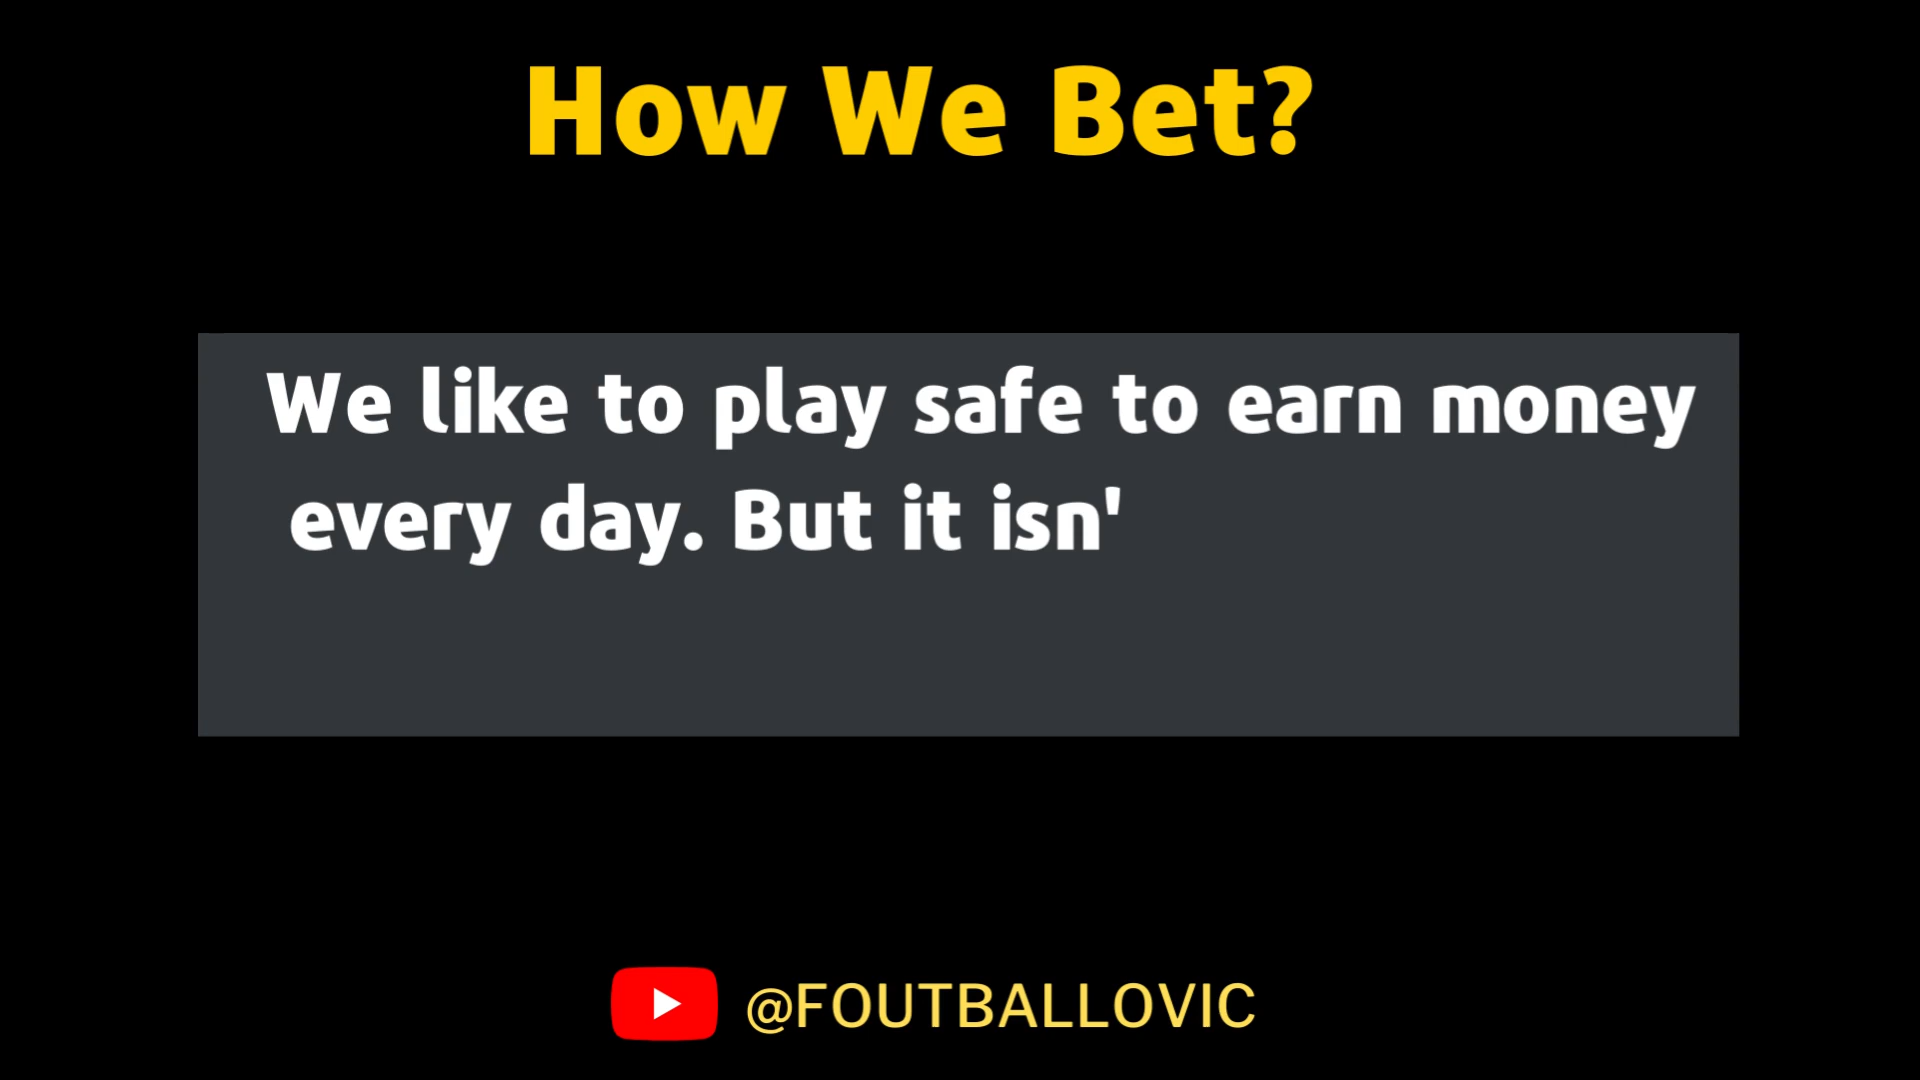 How We Bet?
We like to play safe to earn money
every day. But it isn'
@FOUTBALLOVIC